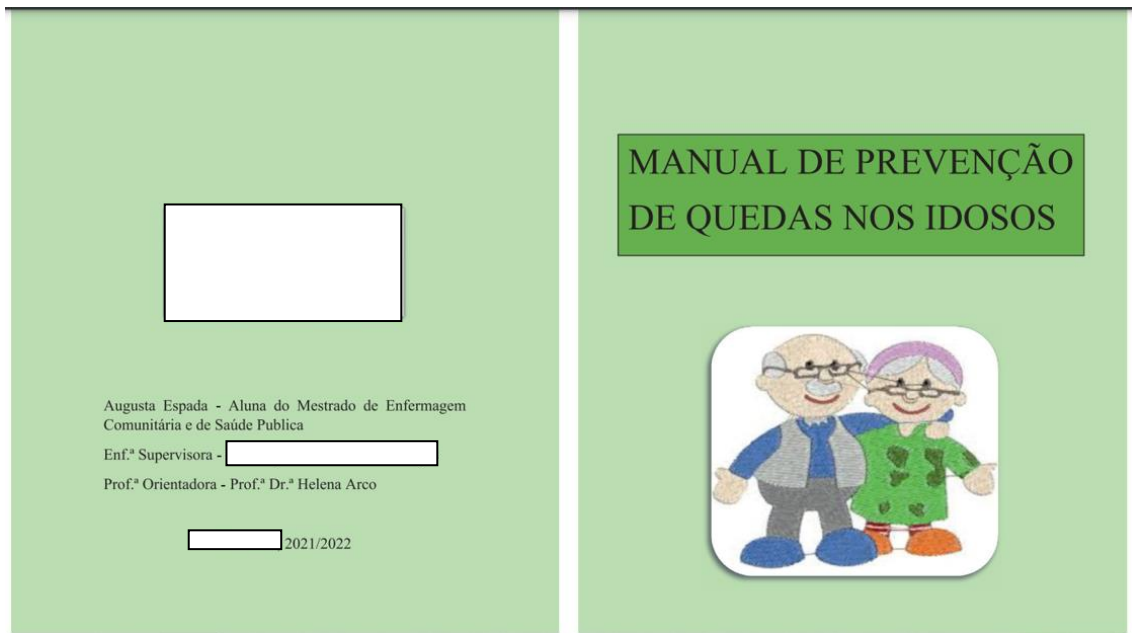 Augusta Espada - Aluna do Mestrado de Enfermagem
Comunitária e de Saúde Publica
Enf.ª Supervisora -
Prof.ª Orientadora - Prof.ª Dr.ª Helena Arco
2021/2022
MANUAL DE PREVENÇÃO
DE QUEDAS NOS IDOSOS